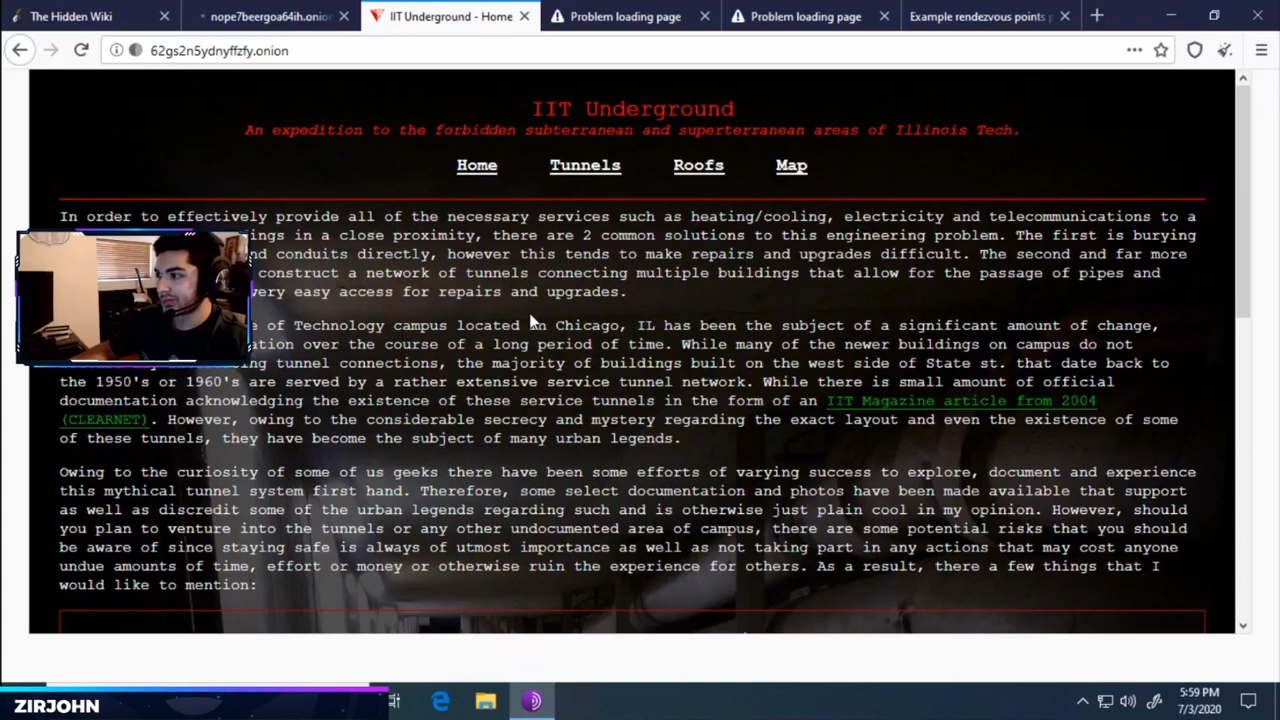 The Hidden Wiki
nope7beergoa64ih.onion
IIT Underground - Home
Problem loading page
Problem loading page
Example rendezvous points p
62gs2n5ydnyffzfy.onion
IIT Underground
An expedition to the forbidden subterranean and superterranean areas of Illinois Tech.
Home Tunnels Roofs Map
In order to effectively provide all of the necessary services such as heating/cooling, electricity and telecommunications to a
ings in a close proximity, there are 2 common solutions to this engineering problem. The first is burying
nd conduits directly, however this tends to make repairs and upgrades difficult. The second and far more
construct a network of tunnels connecting multiple buildings that allow for the passage of pipes and
very easy access for repairs and upgrades.
e of Technology campus located in Chicago, IL has been the subject of a significant amount of change,
ation over the course of a long period of time. While many of the newer buildings on campus do not
ing tunnel connections, the majority of buildings built on the west side of State st. that date back to
the 1950's or 1960's are served by a rather extensive service tunnel network. While there is small amount of official
documentation acknowledging the existence of these service tunnels in the form of an IIT Magazine article from 2004
(CLEARNET). However, owing to the considerable secrecy and mystery regarding the exact layout and even the existence of some
of these tunnels, they have become the subject of many urban legends.
Owing to the curiosity of some of us geeks there have been some efforts of varying success to explore, document and experience
this mythical tunnel system first hand. Therefore, some select documentation and photos have been made available that support
as well as discredit some of the urban legends regarding such and is otherwise just plain cool in my opinion. However, should
you plan to venture into the tunnels or any other undocumented area of campus, there are some potential risks that you should
be aware of since staying safe is always of utmost importance as well as not taking part in any actions that may cost anyone
undue amounts of time, effort or money or otherwise ruin the experience for others. As a result, there a few things that I
would like to mention:
ZIRJOHN
5:59 PM
7/3/2020